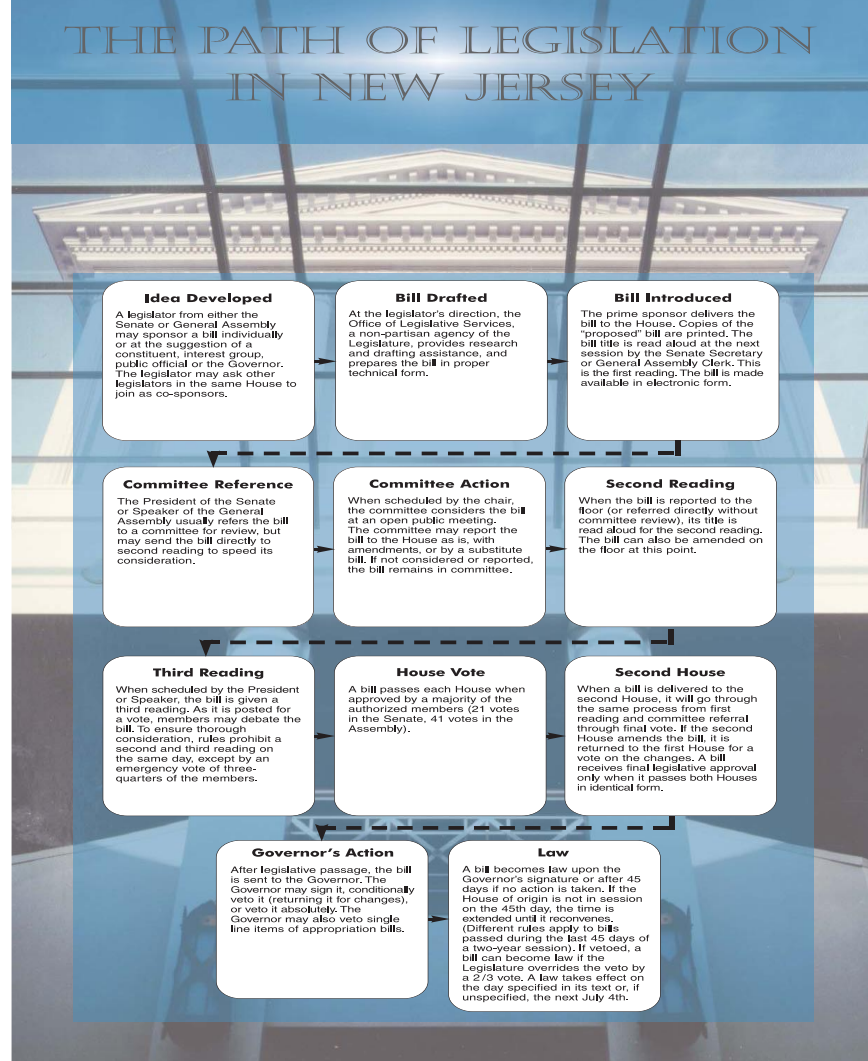 THE PATH OF LEGISLATION
IN NEW JERSEY
Idea Developed
A legislator from either the
Senate or General Assembly
may sponsor a bill individually
or at the suggestion of a
constituent, interest group,
public official or the Governor.
The legislator may ask other
legislators in the same House to
join as co-sponsors.
Bill Drafted
At the legislator's direction, the
Office of Legislative Services,
a non-partisan agency of the
Legislature, provides research
and drafting assistance, and
prepares the bill in proper
technical form.
Bill Introduced
The prime sponsor delivers the
bill to the House. Copies of the
“proposed” bill are printed. The
bill title is read aloud at the next
session by the Senate Secretary
or General Assembly Clerk. This
is the first reading. The bill is made
available in electronic form.
Committee Reference
The President of the Senate
or Speaker of the General
Assembly usually refers the bill
to a committee for review, but
may send the bill directly to
second reading to speed its
consideration.
Committee Action
When scheduled by the chair,
the committee considers the bill
at an open public meeting.
The committee may report the
bill to the House as is, with
amendments, or by a substitute
bill. If not considered or reported,
the bill remains in committee.
Second Reading
When the bill is reported to the
floor (or referred directly without
committee review), its title is
read aloud for the second reading.
The bill can also be amended on
the floor at this point.
Third Reading
When scheduled by the President
or Speaker, the bill is given a
third reading. As it is posted for
a vote, members may debate the
bill. To ensure thorough
consideration, rules prohibit a
second and third reading on
the same day, except by an
emergency vote of three-
quarters of the members.
House Vote
A bill passes each House when
approved by a majority of the
authorized members (21 votes
in the Senate, 41 votes in the
Assembly).
Second House
When a bill is delivered to the
second House, it will go through
the same process from first
reading and committee referral
through final vote. If the second
House amends the bill, it is
returned to the first House for a
vote on the changes. A bill
receives final legislative approval
only when it passes both Houses
in identical form.
Governor's Action
After legislative passage, the bill
is sent to the Governor. The
Governor may sign it, conditionally
veto it (returning it for changes),
or veto it absolutely. The
Governor may also veto single
line items of appropriation bills.
Law
A bill becomes law upon the
Governor's signature or after 45
days if no action is taken. If the
House of origin is not in session
on the 45th day, the time is
extended until it reconvenes.
(Different rules apply to bills
passed during the last 45 days of
a two-year session). If vetoed, a
bill can become law if the
Legislature overrides the veto by
a 2/3 vote. A law takes effect on
the day specified in its text or, if
unspecified, the next July 4th.